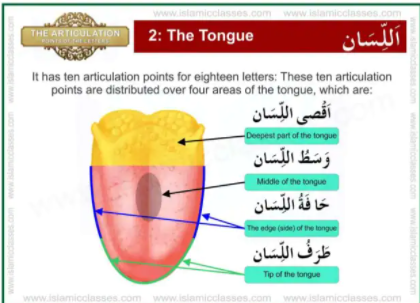 www.islamicclasses.com www.islamicclasses.com
THE ARTICULATION
POINTS OF THE LETTERS
2: The Tongue
اَللِّسَان
It has ten articulation points for eighteen letters: These ten articulation
points are distributed over four areas of the tongue, which are:
اَقْصى اللِّسَان
Deepest part of the tongue
وَسَطُ اللِّسَان
Middle of the tongue
حَافَةُ اللِّسَان
The edge (side) of the tongue
طَرَفُ اللِّسَان
Tip of the tongue
www.islamicclasses.com www.islamicclasses.com www.islamicclasses.com